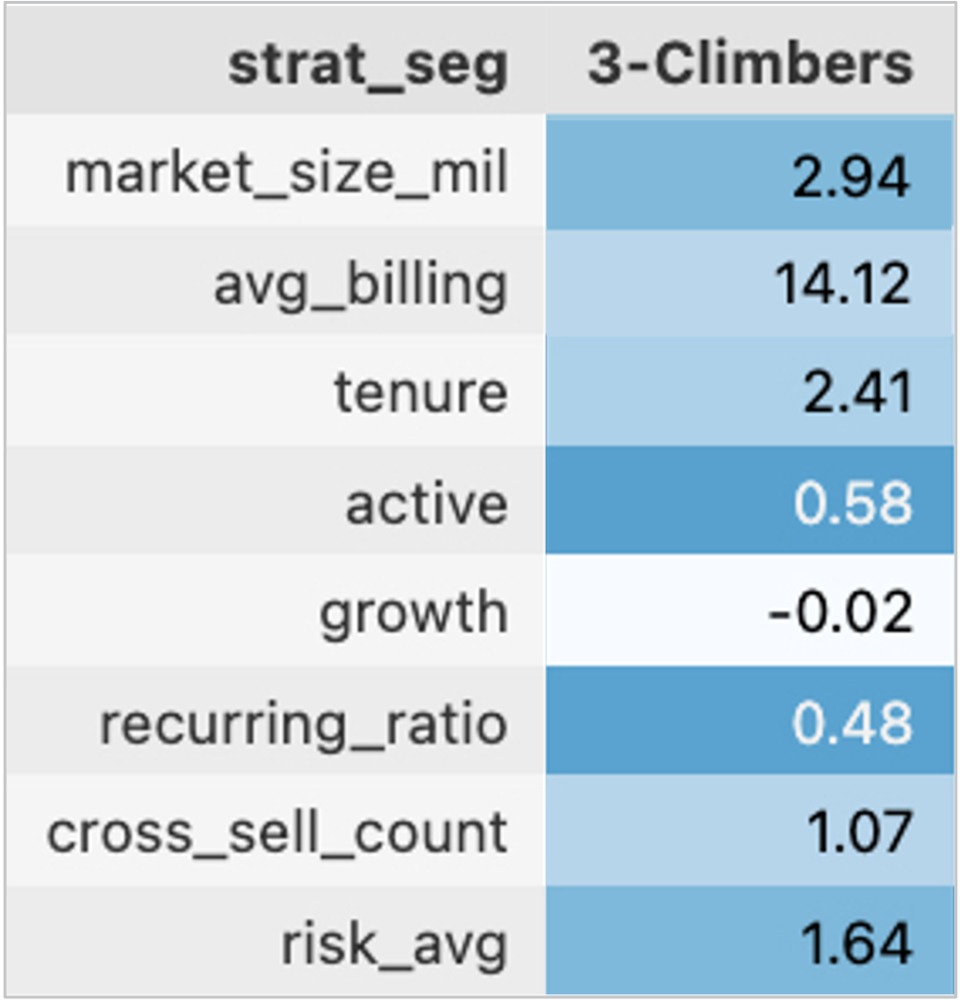 strat_seg 3-Climbers
market_size_mil 2.94
avg_billing 14.12
tenure 2.41
active 0.58
growth -0.02
recurring_ratio 0.48
cross_sell_count 1.07
risk_avg 1.64